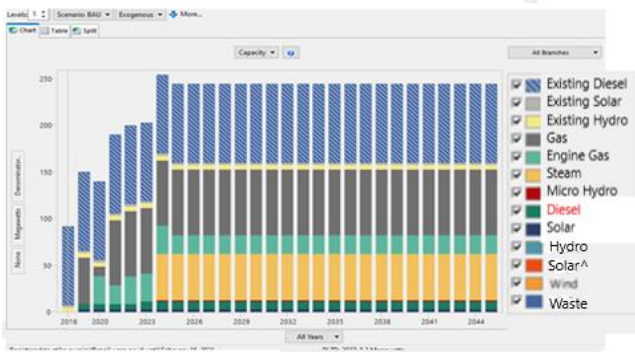 Levels: 1 Scenario: BAU Exogenous More...
Chart Table Split
Capacity All Branches
250
200
150
100
50
0
2018 2020 2023 2026 2029 2032 2035 2038 2041 2044
None Megawatts Denominator..
Existing Diesel
Existing Solar
Existing Hydro
Gas
Engine Gas
Steam
Micro Hydro
Diesel
Solar
Hydro
Solar^
Wind
Waste
All Years